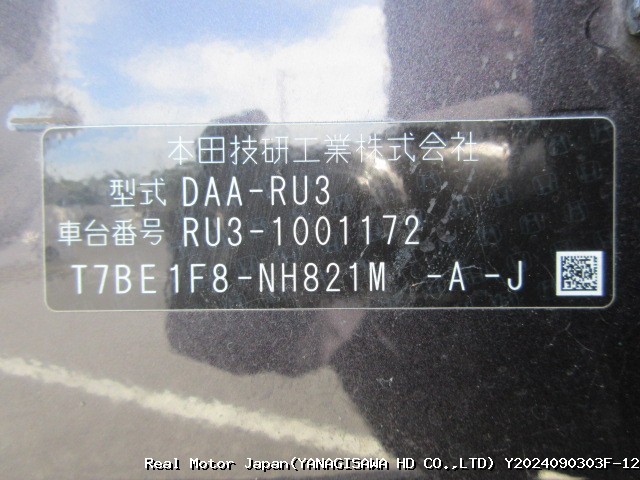 本田技研工業株式会社
型式 DAA-RU3
車台番号 RU3-1001172
T7BE1F8-NH821M -A-J
Real Motor Japan(YANAGISAWA HD CO.,LTD) Y2024090303F-12